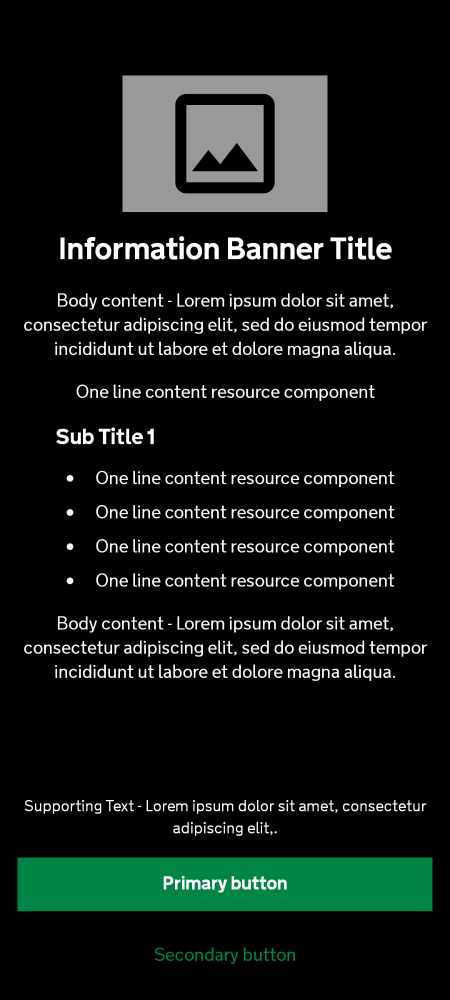 Information Banner Title
Body content - Lorem ipsum dolor sit amet,
consectetur adipiscing elit, sed do eiusmod tempor
incididunt ut labore et dolore magna aliqua.
One line content resource component
Sub Title 1
• One line content resource component
• One line content resource component
• One line content resource component
• One line content resource component
Body content - Lorem ipsum dolor sit amet,
consectetur adipiscing elit, sed do eiusmod tempor
incididunt ut labore et dolore magna aliqua.
Supporting Text - Lorem ipsum dolor sit amet, consectetur
adipiscing elit,.
Primary button
Secondary button